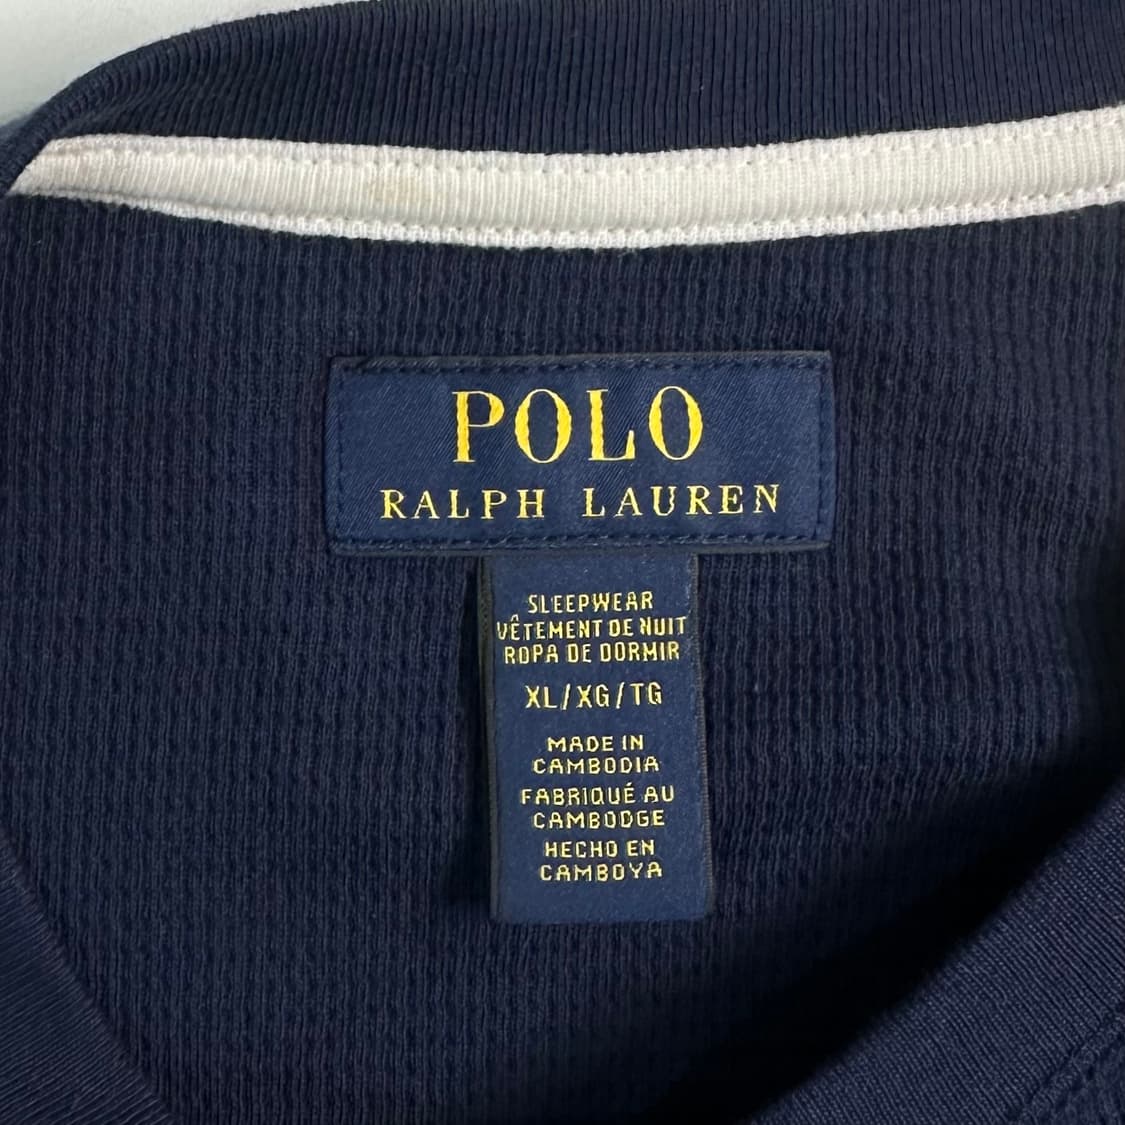 POLO
RALPH LAUREN
SLEEPWEAR
VÊTEMENT DE NUIT
ROPA DE DORMIR
XL/XG/TG
MADE IN
CAMBODIA
FABRIQUÉ AU
CAMBODGE
HECHO EN
CAMBOYA